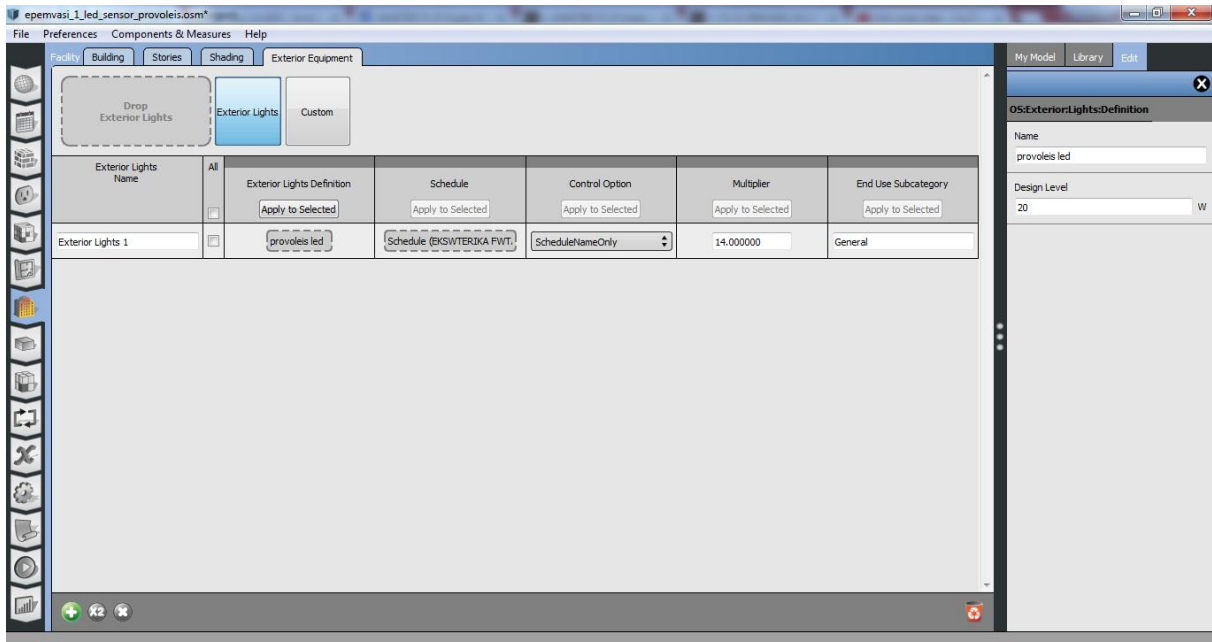 epemvasi_1_led_sensor_provoleis.osm*
File Preferences Components & Measures Help
Facility Building Stories Shading Exterior Equipment
My Model Library Edit
Drop
Exterior Lights
Exterior Lights
Custom
OS:Exterior:Lights:Definition
Name
provoleis led
Design Level
20 W
Exterior Lights
Name
All
Exterior Lights Definition Schedule Control Option Multiplier End Use Subcategory
Apply to Selected Apply to Selected Apply to Selected Apply to Selected Apply to Selected
Exterior Lights 1 provoleis led Schedule (EKSWTERIKA FWT. ScheduleNameOnly 14.000000 General
X2